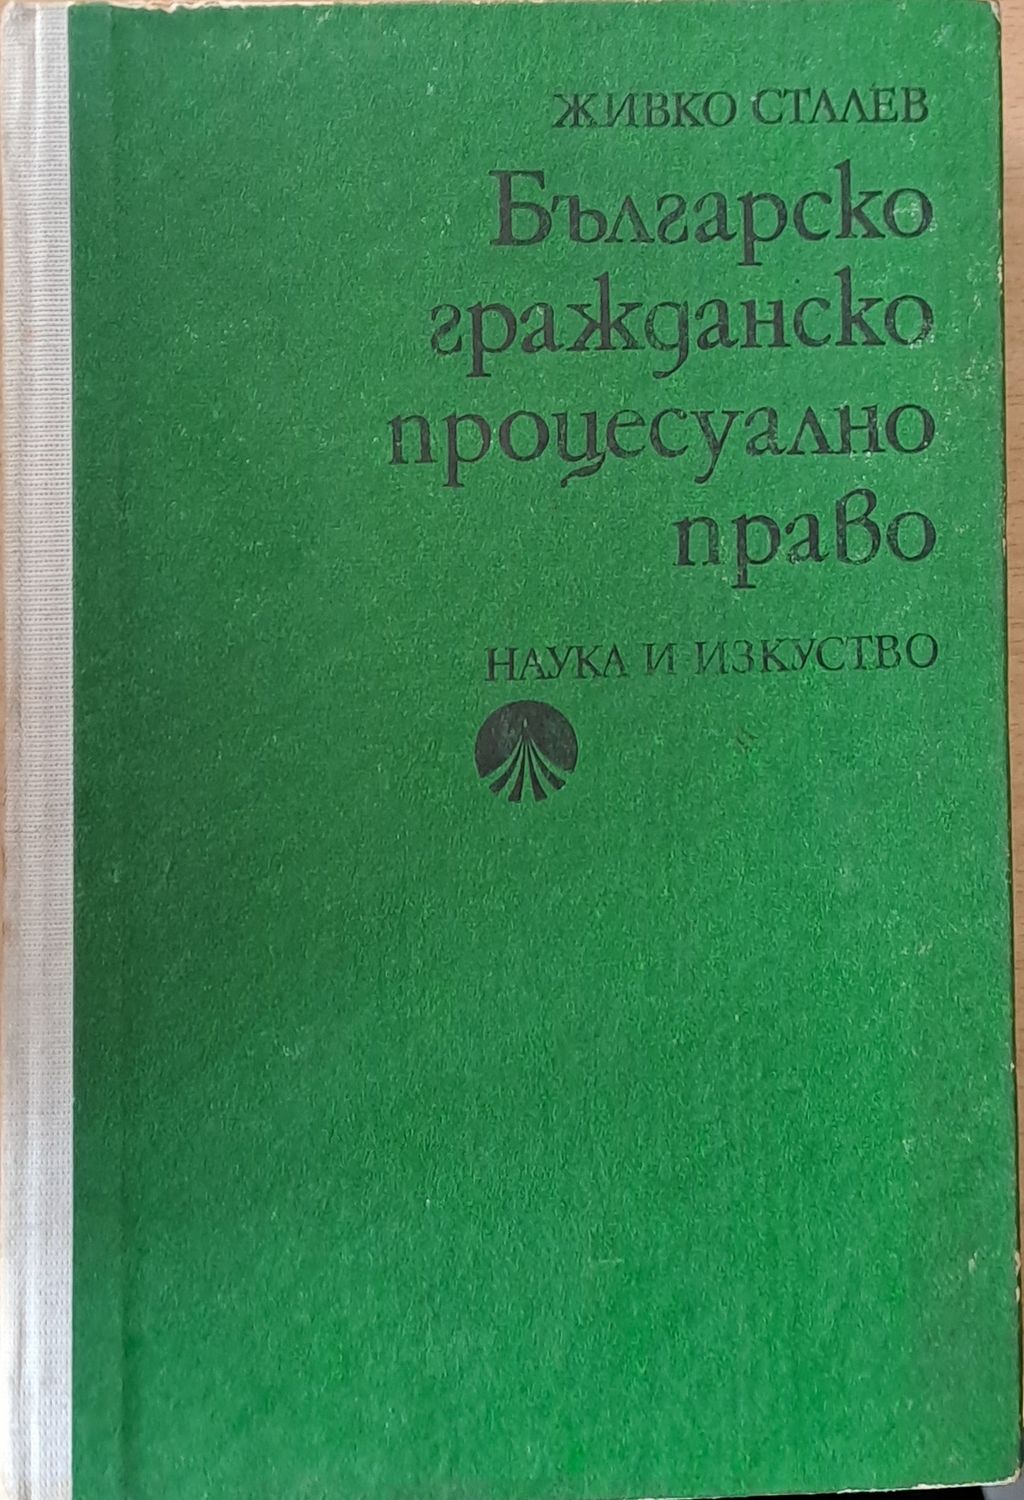 ЖИВКО СТАЛЕВ
Българско
гражданско
процесуално
право
НАУКА И ИЗКУСТВО